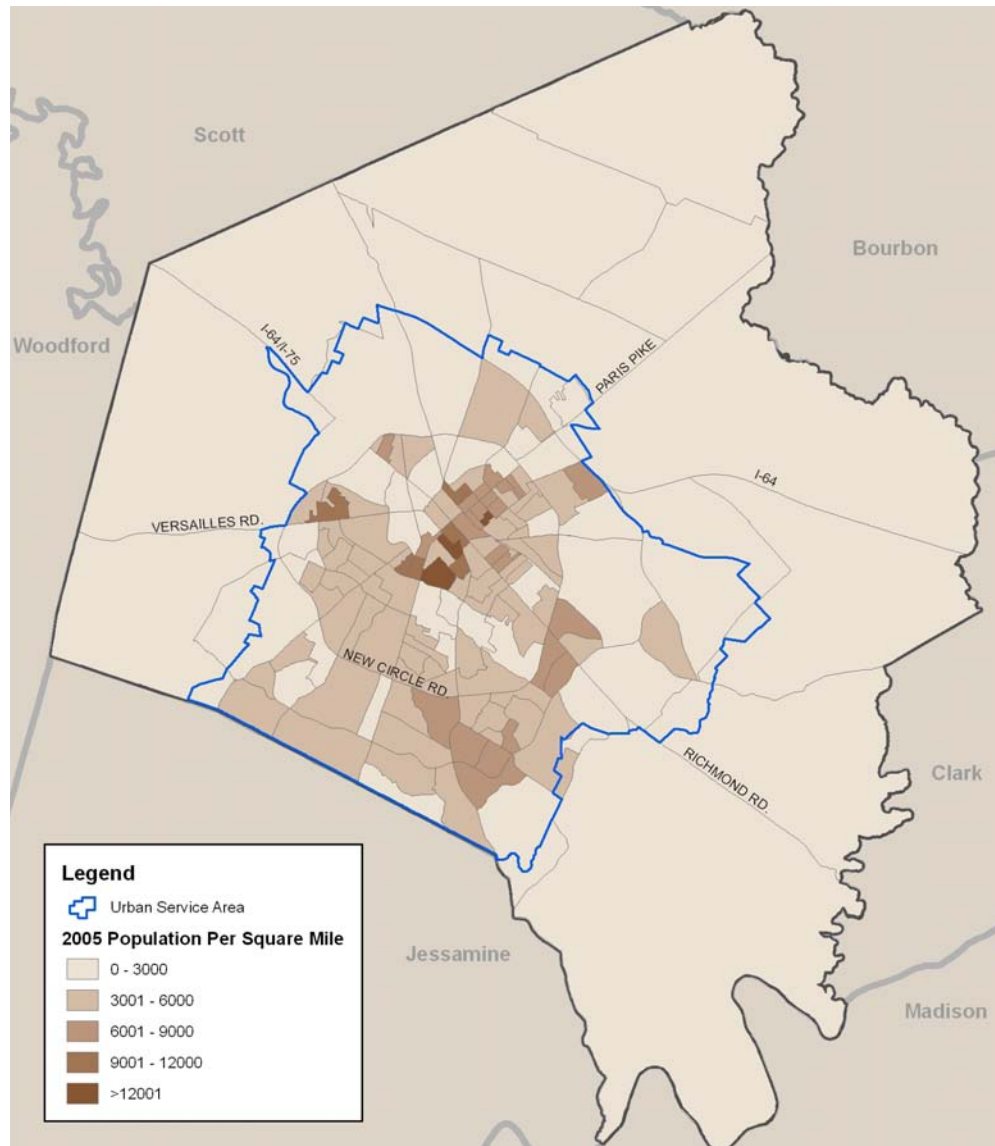 Scott
Bourbon
Woodford
I-64/I-75
PARIS PIKE
I-64
VERSAILLES RD.
NEW CIRCLE RD.
RICHMOND RD.
Clark
Jessamine
Madison
Legend
Urban Service Area
2005 Population Per Square Mile
0 - 3000
3001 - 6000
6001 - 9000
9001 - 12000
>12001